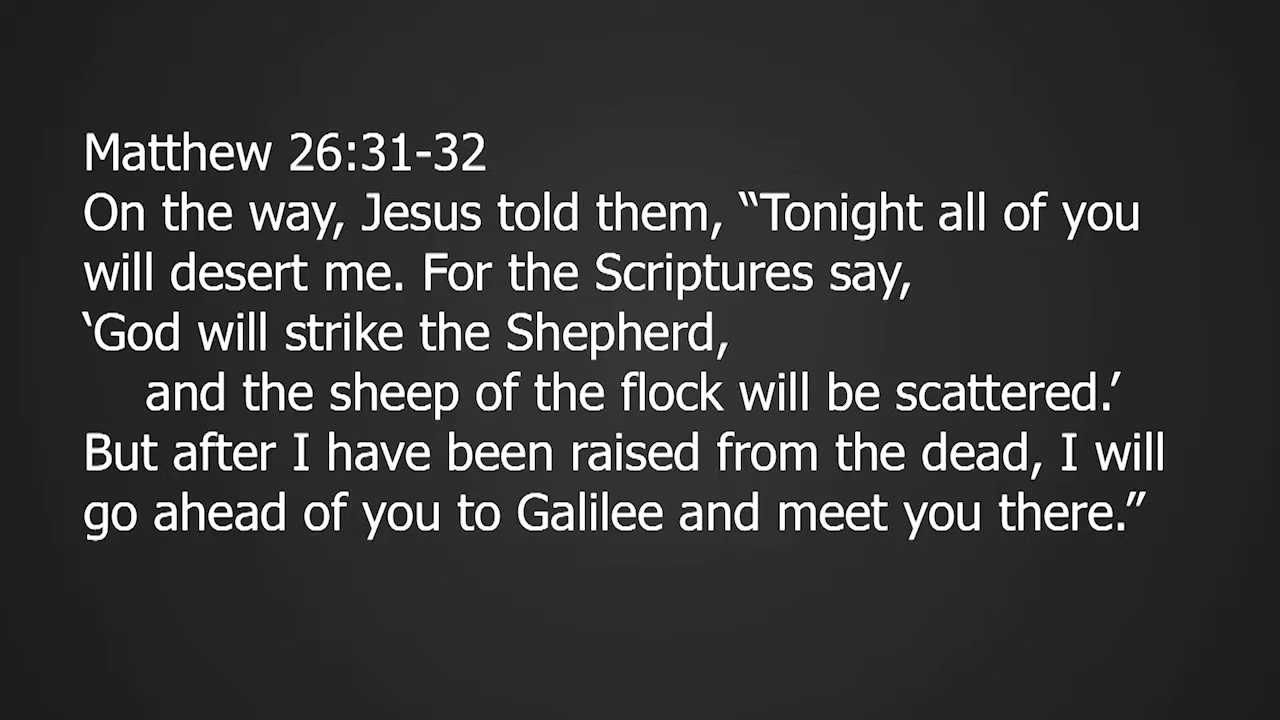 Matthew 26:31-32
On the way, Jesus told them, “Tonight all of you
will desert me. For the Scriptures say,
‘God will strike the Shepherd,
and the sheep of the flock will be scattered.’
But after I have been raised from the dead, I will
go ahead of you to Galilee and meet you there.”